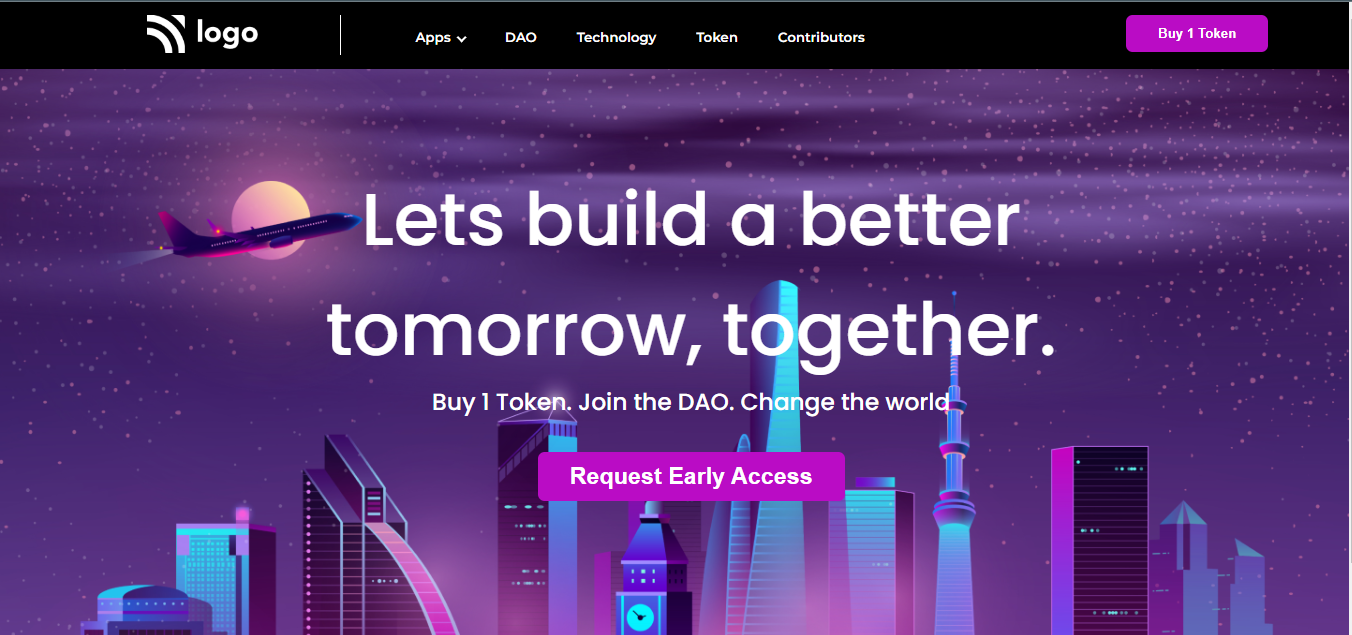 logo
Apps
DAO
Technology
Token
Contributors
Buy 1 Token
Lets build a better
tomorrow, together.
Buy 1 Token. Join the DAO. Change the world
Request Early Access